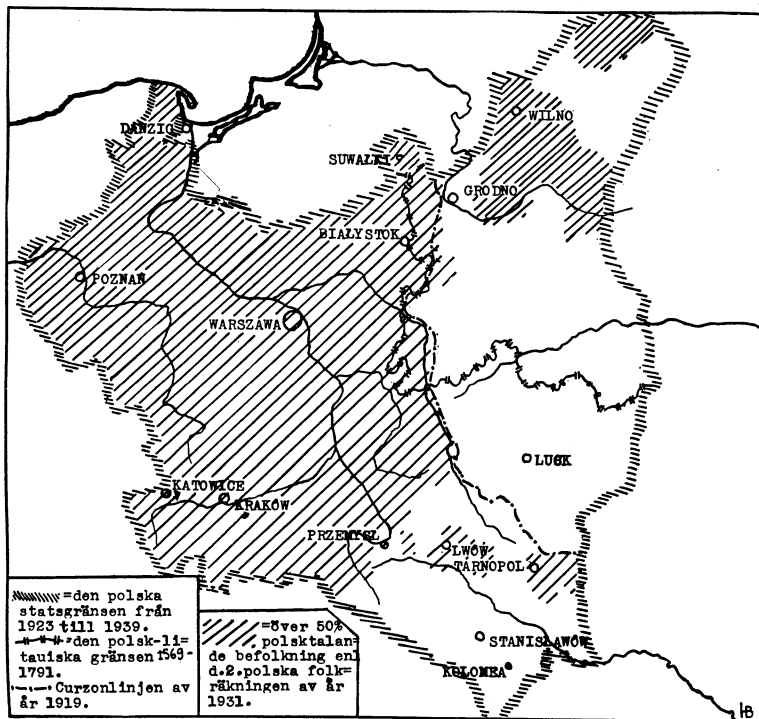 WILNO
DANZIG
SUWAŁKI
GRODNO
BIAŁYSTOK
POZNAŃ
WARSZAWA
ŁUCK
KATOWICE
KRAKÓW
PRZEMYŚL
LWÓW
TARNOPOL
STANISŁAWÓW
KOŁOMEA
=den polska
statsgränsen från
1923 till 1939.
=den polsk-li=
tauiska gränsen 1569-
1791.
Curzonlinjen av
år 1919.
=över 50%
polsktalan=
de befolkning enl
d.2.polska folk=
räkningen av år
1931.
HB